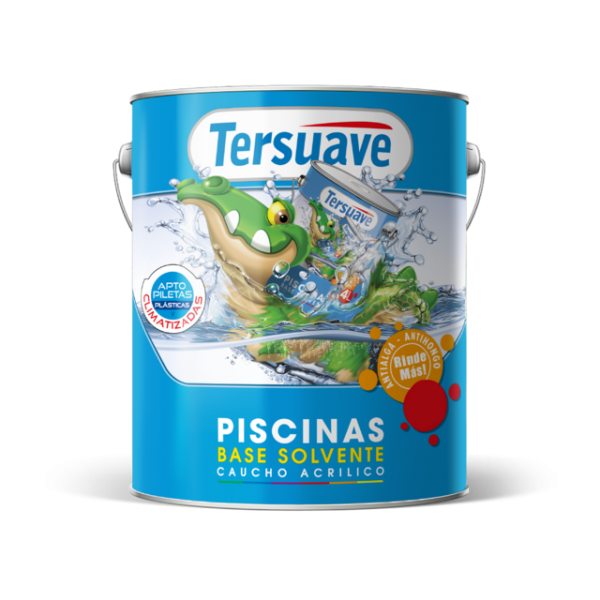 Tersuave
Tersuave
APTO
PILETAS
PLÁSTICAS
CLIMATIZADAS
ANTIALGA - ANTIHONGO
Rinde
Más!
PISCINAS
BASE SOLVENTE
CAUCHO ACRILICO